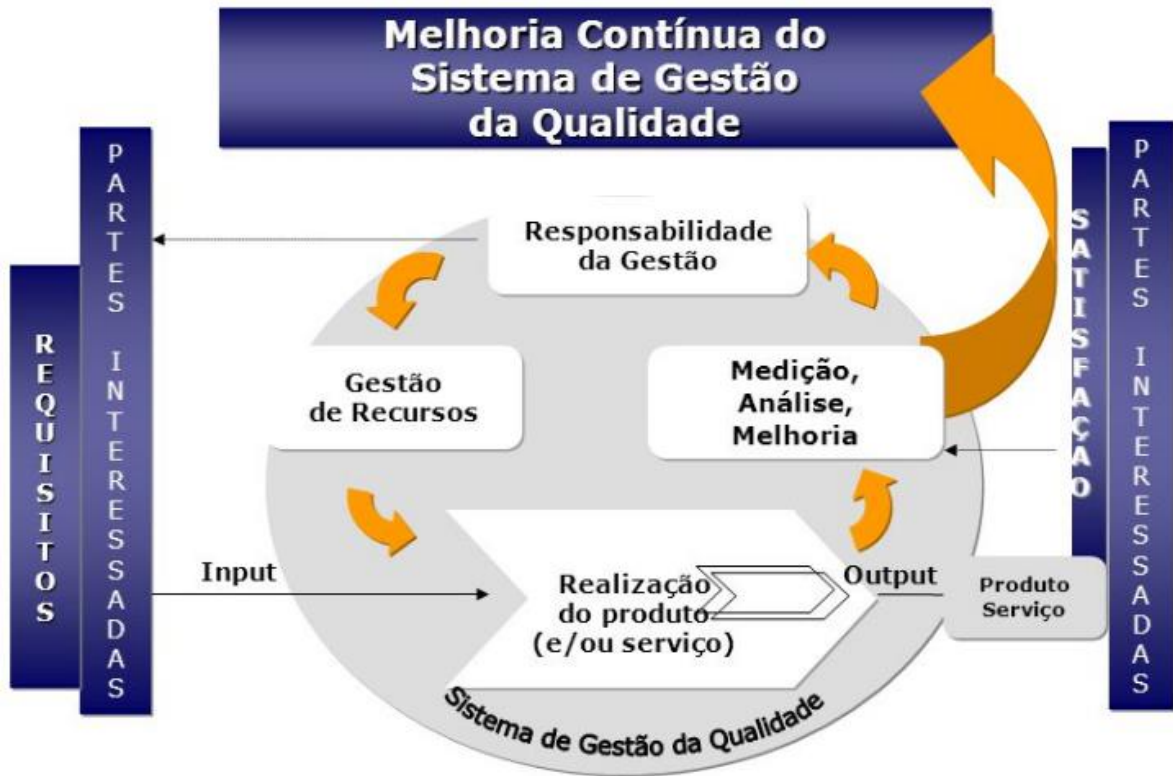 Melhoria Contínua do
Sistema de Gestão
da Qualidade
PARTES INTERESSADAS
REQUISITOS
Responsabilidade
da Gestão
Gestão
de Recursos
Medição,
Análise,
Melhoria
SATISFAÇAO
PARTES INTERESSADAS
Input
Realização
do produto
(e/ou serviço)
Output
Produto
Serviço
Sistema de Gestão da Qualidade